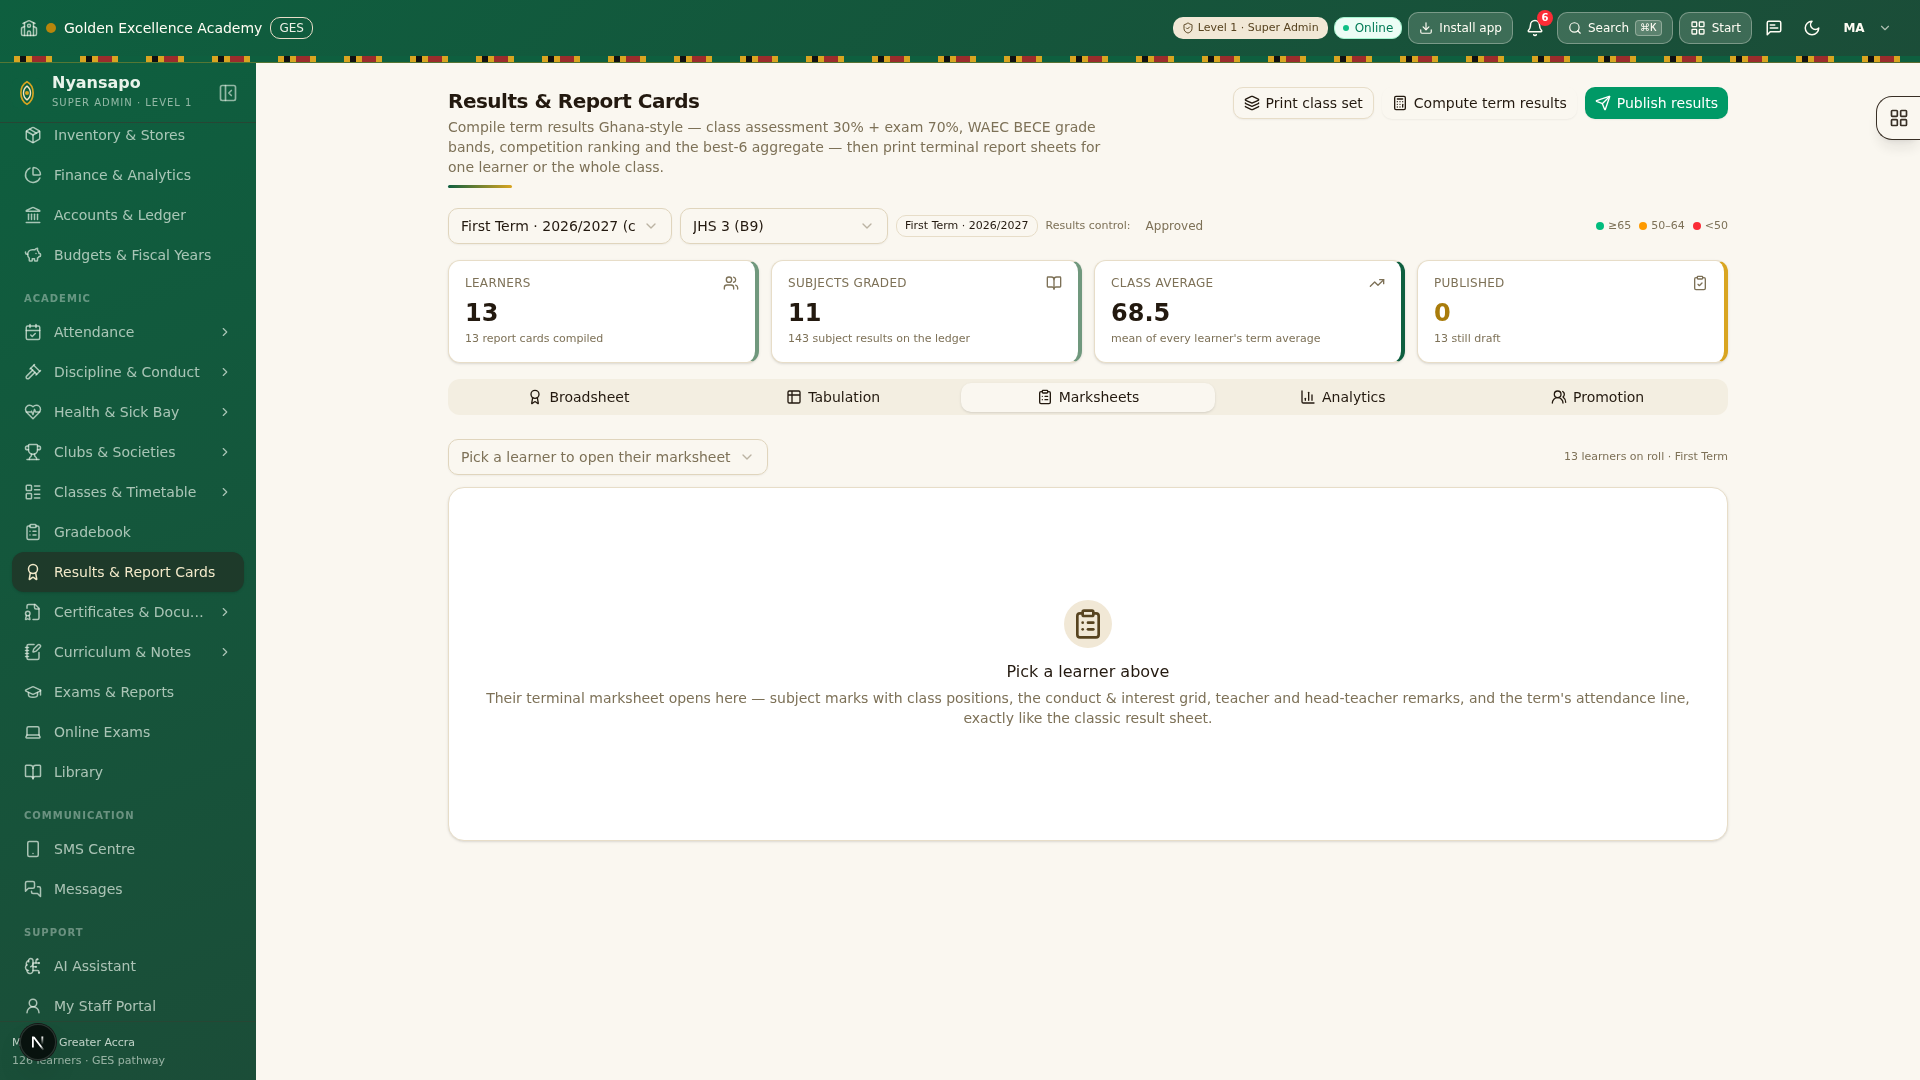 Golden Excellence Academy
GES
Level 1 · Super Admin
Online
Install app
6
Search ⌘K
Start
MA
Nyansapo
SUPER ADMIN · LEVEL 1
Inventory & Stores
Finance & Analytics
Accounts & Ledger
Budgets & Fiscal Years
ACADEMIC
Attendance
Discipline & Conduct
Health & Sick Bay
Clubs & Societies
Classes & Timetable
Gradebook
Results & Report Cards
Certificates & Docu...
Curriculum & Notes
Exams & Reports
Online Exams
Library
COMMUNICATION
SMS Centre
Messages
SUPPORT
AI Assistant
My Staff Portal
Greater Accra
learners · GES pathway
N
Results & Report Cards
Compile term results Ghana-style — class assessment 30% + exam 70%, WAEC BECE grade
bands, competition ranking and the best-6 aggregate — then print terminal report sheets for
one learner or the whole class.
Print class set
Compute term results
Publish results
First Term · 2026/2027 (c
JHS 3 (B9)
First Term · 2026/2027
Results control:
Approved
≥65
50–64
<50
LEARNERS
13
13 report cards compiled
SUBJECTS GRADED
11
143 subject results on the ledger
CLASS AVERAGE
68.5
mean of every learner's term average
PUBLISHED
0
13 still draft
Broadsheet
Tabulation
Marksheets
Analytics
Promotion
Pick a learner to open their marksheet
13 learners on roll · First Term
Pick a learner above
Their terminal marksheet opens here — subject marks with class positions, the conduct & interest grid, teacher and head-teacher remarks, and the term's attendance line,
exactly like the classic result sheet.